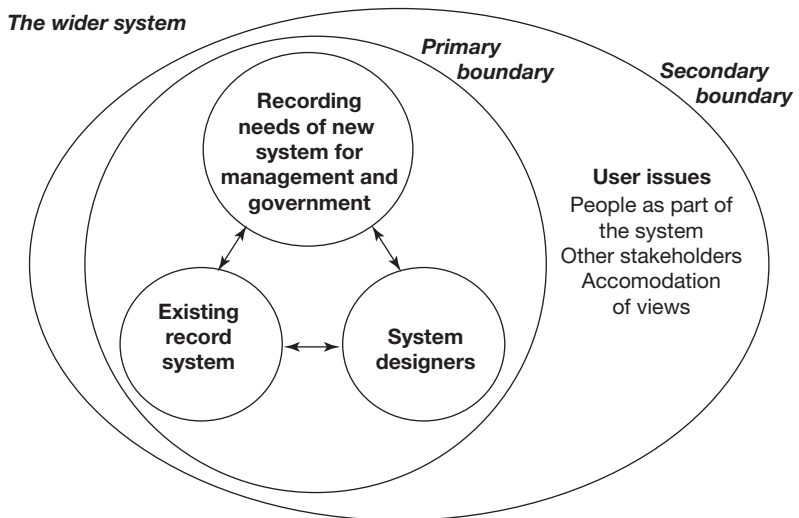 The wider system
Primary
boundary
Secondary
boundary
Recording
needs of new
system for
management and
government
User issues
People as part of
the system
Other stakeholders
Accomodation
of views
Existing
record
system
System
designers